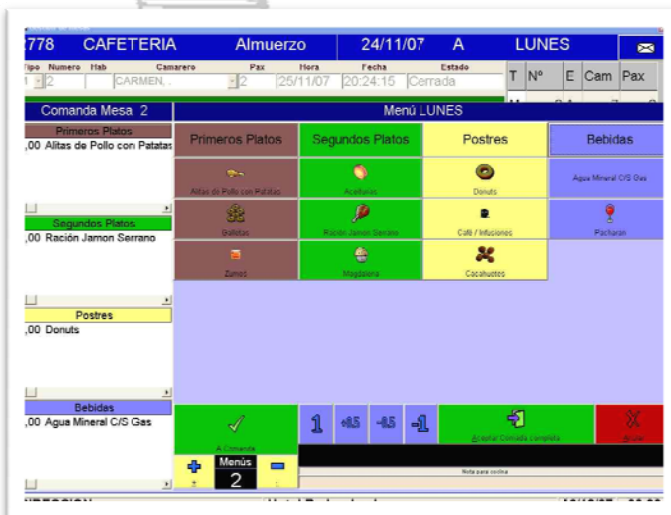 778 CAFETERIA Almuerzo 24/11/07 A LUNES
Tipo Numero Hab Camarero Pax Hora Fecha Estado
2 CARMEN, . 2 25/11/07 20:24:15 Cerrada T Nº E Cam Pax
Comanda Mesa 2 Menú LUNES
Primeros Platos
,00 Alitas de Pollo con Patatas
Segundos Platos
,00 Ración Jamon Serrano
Postres
,00 Donuts
Bebidas
,00 Agua Mineral C/S Gas
Primeros Platos Segundos Platos Postres Bebidas
Alitas de Pollo con Patatas Aceitunas Donuts Agua Mineral C/S Gas
Galletas Ración Jamon Serrano Café / Infusiones Pacharan
Zumos Magdalena Cacahuetes
A Comanda 1 +0.5 -0.5 -1 Aceptar Comanda completa
Menús
2
Nota para cocina